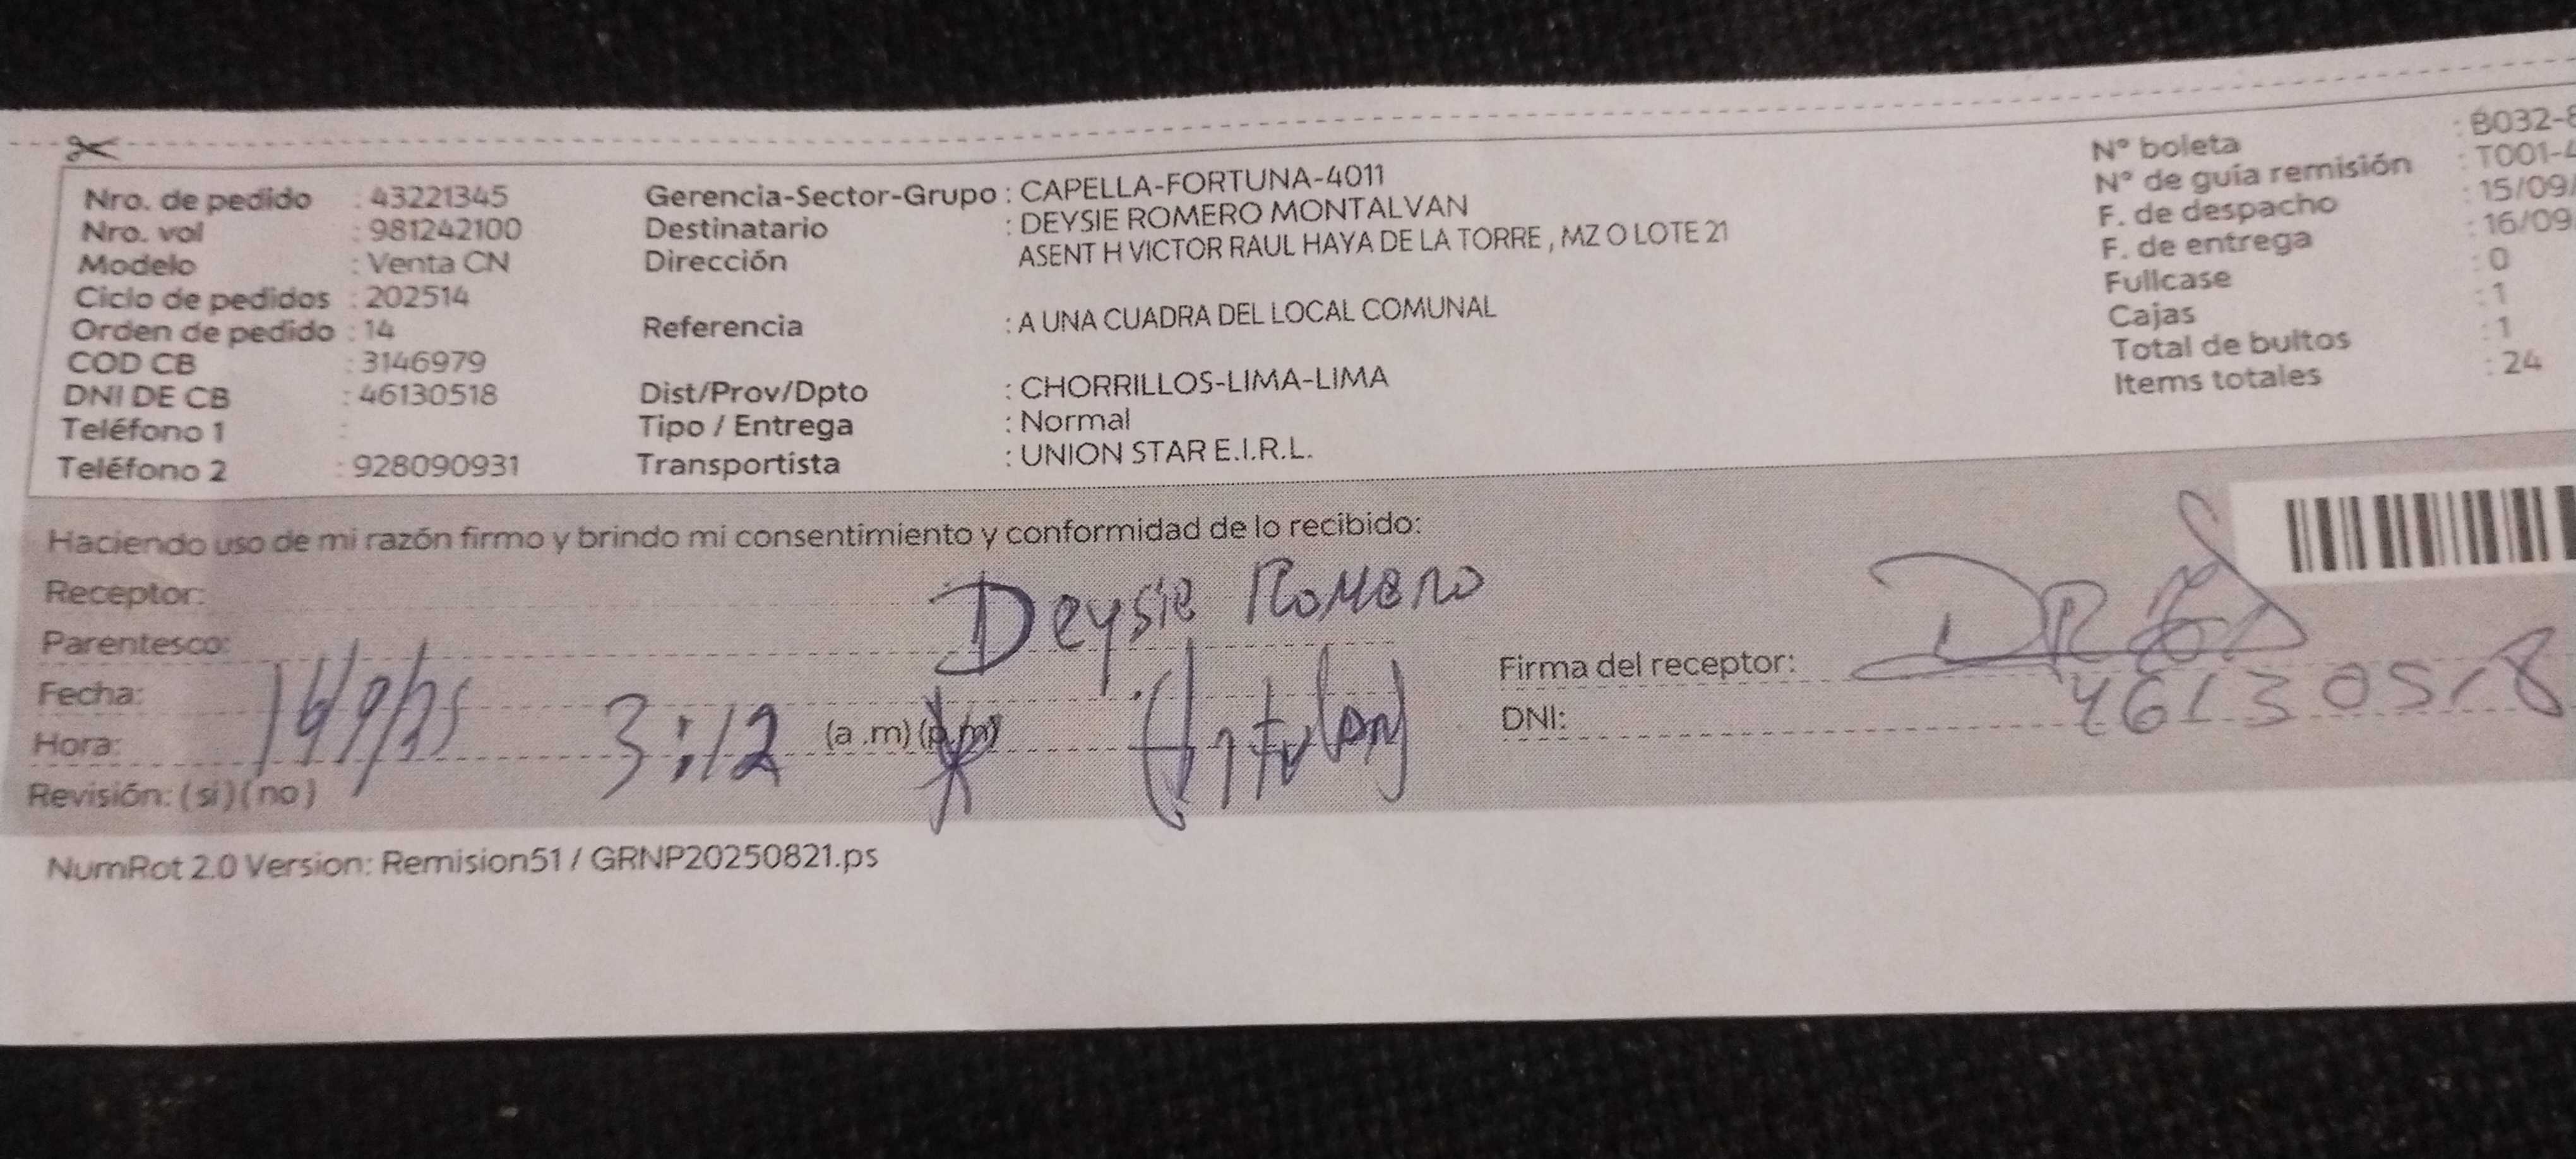 Nro. de pedido : 43221345
Nro. vol : 981242100
Modelo : Venta CN
Ciclo de pedidos : 202514
Orden de pedido : 14
COD CB : 3146979
DNI DE CB : 46130518
Teléfono 1 :
Teléfono 2 : 928090931
Gerencia-Sector-Grupo : CAPELLA-FORTUNA-4011
Destinatario : DEYSIE ROMERO MONTALVAN
Dirección ASENT H VICTOR RAUL HAYA DE LA TORRE , MZ O LOTE 21
Referencia : A UNA CUADRA DEL LOCAL COMUNAL
Dist/Prov/Dpto : CHORRILLOS-LIMA-LIMA
Tipo / Entrega : Normal
Transportista : UNION STAR E.I.R.L.
N° boleta : B032-8
N° de guía remisión : T001-4
F. de despacho : 15/09/
F. de entrega : 16/09
Fullcase : 0
Cajas : 1
Total de bultos : 1
Items totales : 24
Haciendo uso de mi razón firmo y brindo mi consentimiento y conformidad de lo recibido:
Receptor: Deysie Romero
Parentesco:
Fecha:
Hora: 3:12 (a .m) (p.m)
Revisión: (si) (no)
Firma del receptor:
DNI: 46130518
NumRot 2.0 Version: Remision51 / GRNP20250821.ps